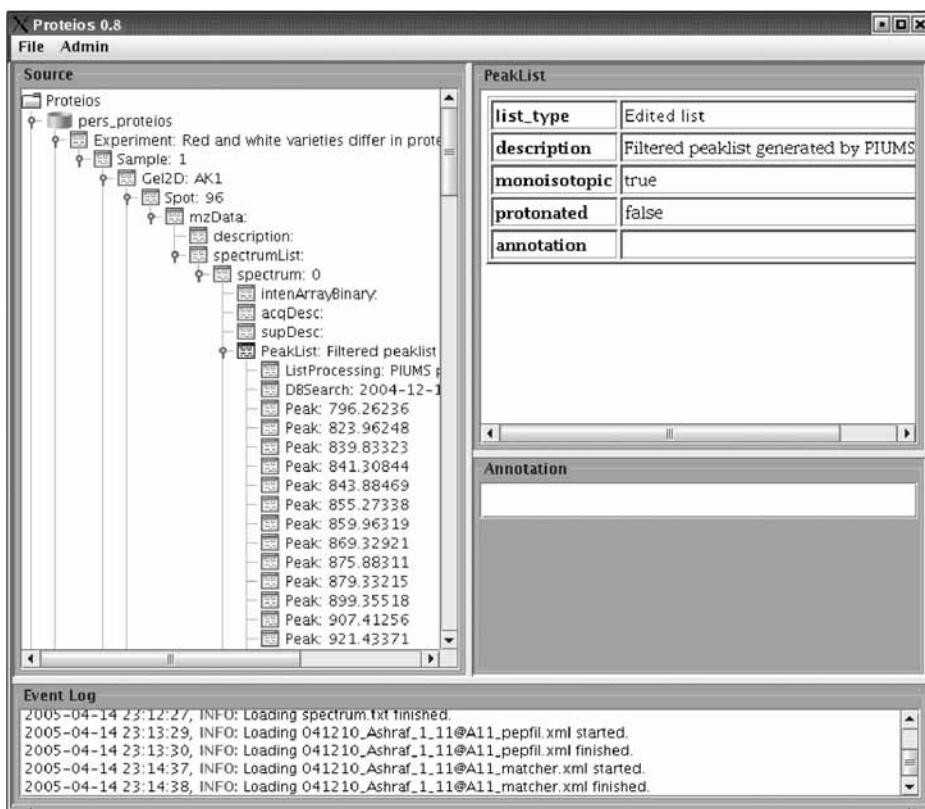 Proteios 0.8
File Admin
Source
Proteios
pers_proteios
Experiment: Red and white varieties differ in prote
Sample: 1
Gel2D: AK1
Spot: 96
mzData:
description:
spectrumList:
spectrum: 0
intenArrayBinary:
acqDesc:
supDesc:
PeakList: Filtered peaklist
ListProcessing: PIUMS p
DBSearch: 2004-12-1
Peak: 796.26236
Peak: 823.96248
Peak: 839.83323
Peak: 841.30844
Peak: 843.88469
Peak: 855.27338
Peak: 859.96319
Peak: 869.32921
Peak: 875.88311
Peak: 879.33215
Peak: 899.35518
Peak: 907.41256
Peak: 921.43371
PeakList
list_type Edited list
description Filtered peaklist generated by PIUMS
monoisotopic true
protonated false
annotation
Annotation
Event Log
2005-04-14 23:12:27, INFO: Loading spectrum.txt finished.
2005-04-14 23:13:29, INFO: Loading 041210_Ashraf_1_11@A11_pepfil.xml started.
2005-04-14 23:13:30, INFO: Loading 041210_Ashraf_1_11@A11_pepfil.xml finished.
2005-04-14 23:14:37, INFO: Loading 041210_Ashraf_1_11@A11_matcher.xml started.
2005-04-14 23:14:38, INFO: Loading 041210_Ashraf_1_11@A11_matcher.xml finished.